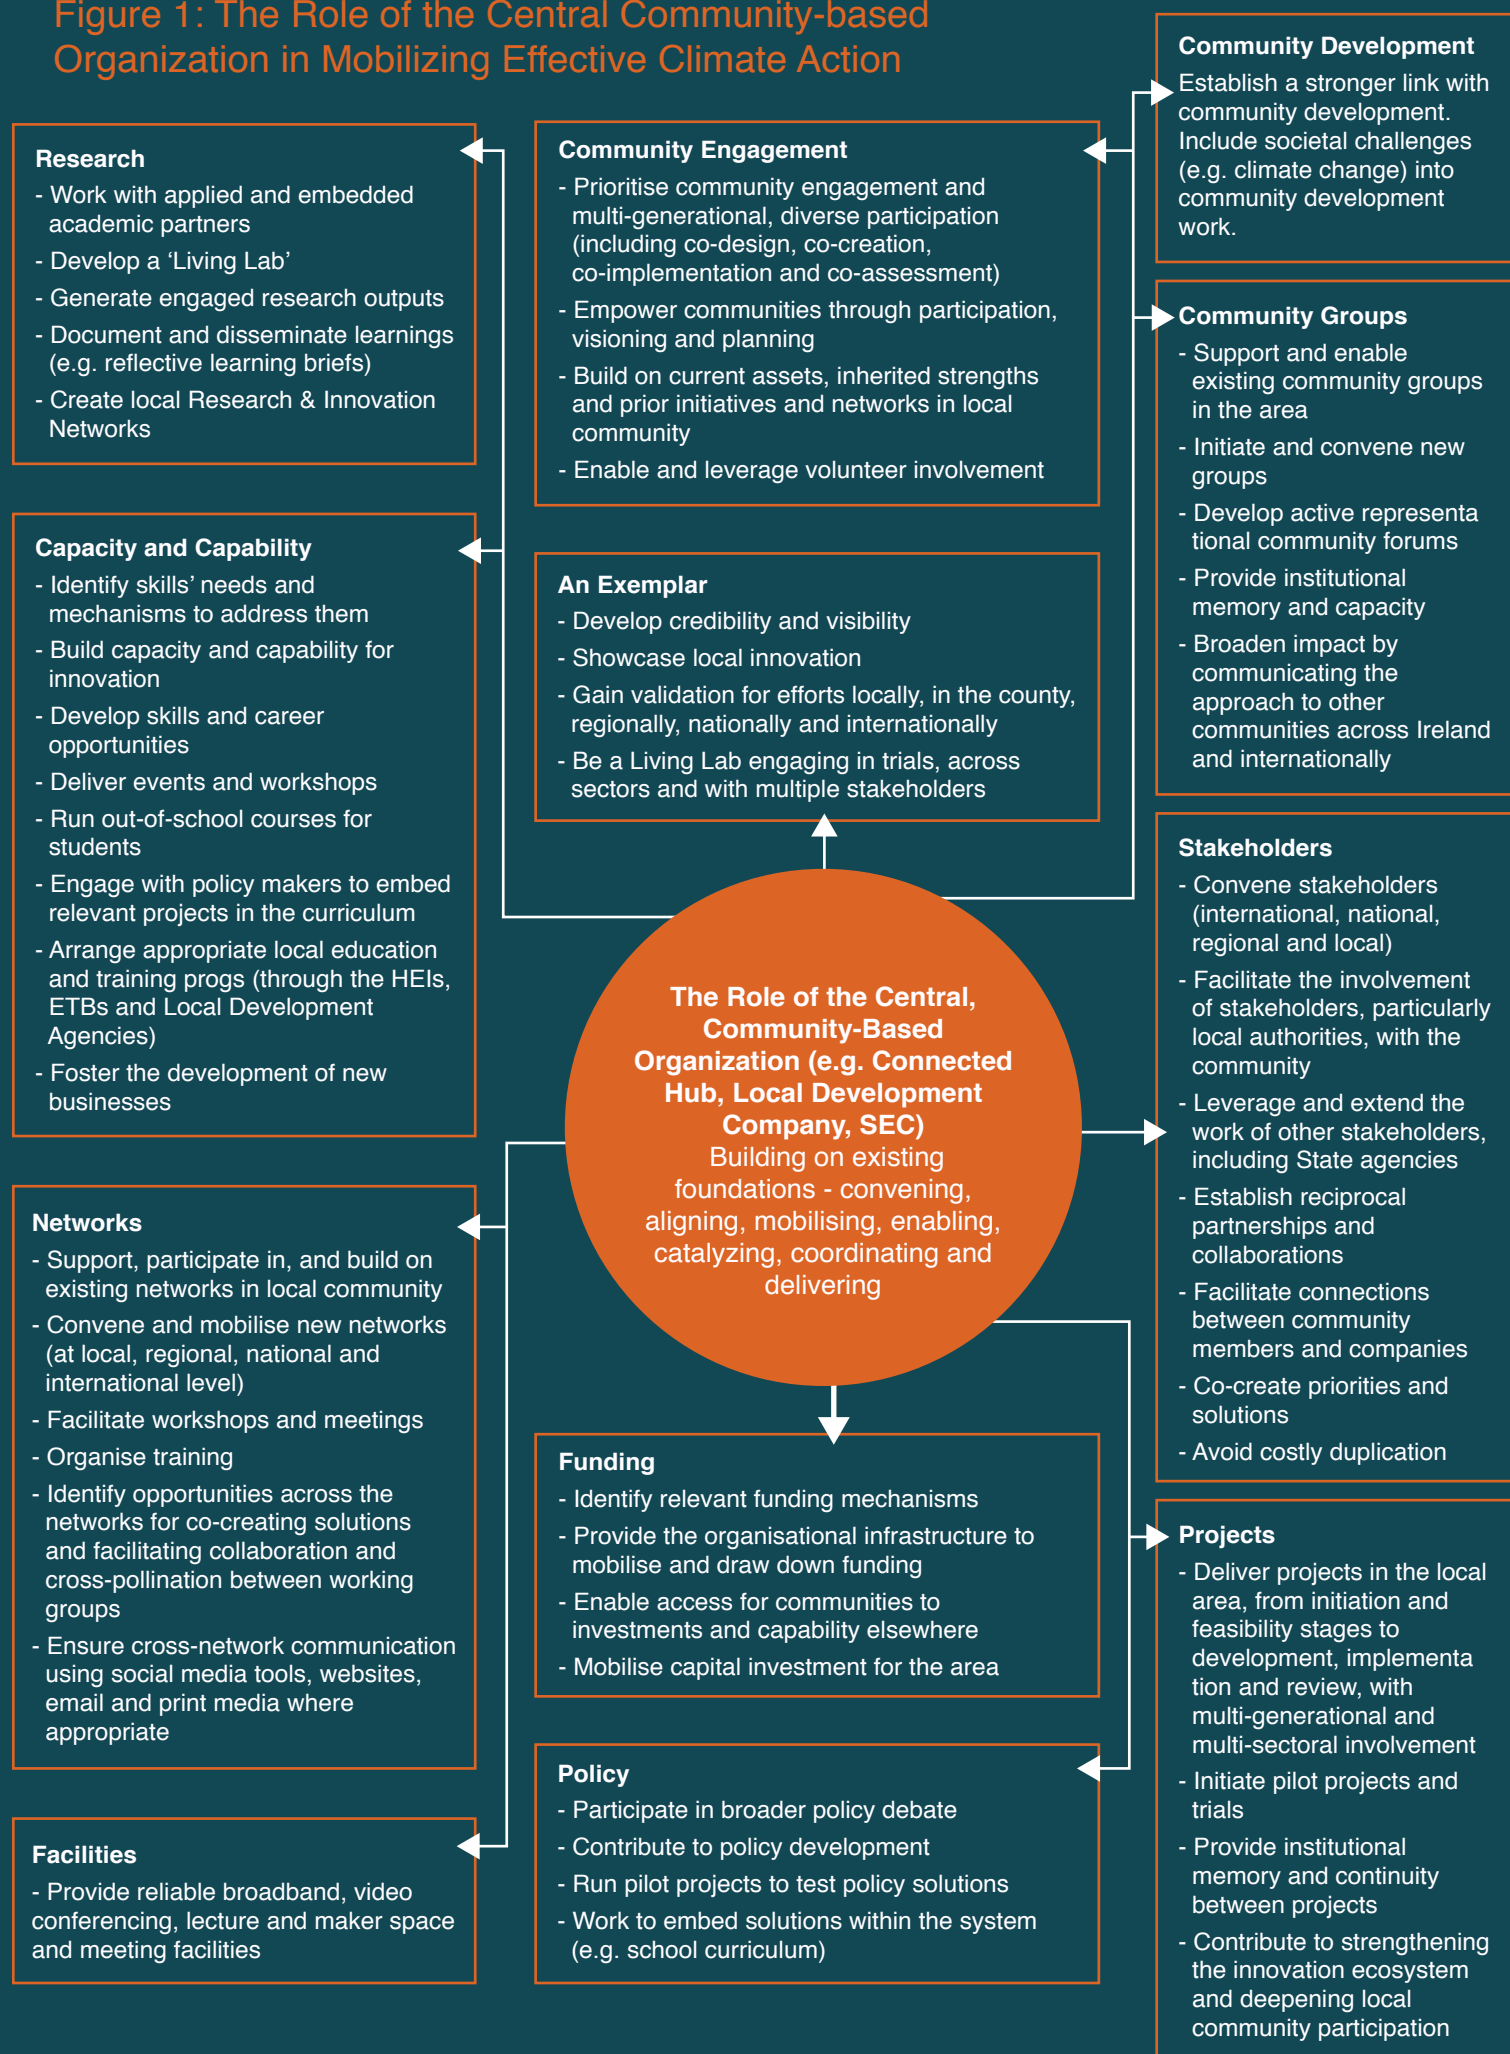 Figure 1: The Role of the Central Community-based
Organization in Mobilizing Effective Climate Action
Research
- Work with applied and embedded
academic partners
- Develop a ‘Living Lab’
- Generate engaged research outputs
- Document and disseminate learnings
(e.g. reflective learning briefs)
- Create local Research & Innovation
Networks
Capacity and Capability
- Identify skills’ needs and
mechanisms to address them
- Build capacity and capability for
innovation
- Develop skills and career
opportunities
- Deliver events and workshops
- Run out-of-school courses for
students
- Engage with policy makers to embed
relevant projects in the curriculum
- Arrange appropriate local education
and training progs (through the HEIs,
ETBs and Local Development
Agencies)
- Foster the development of new
businesses
Networks
- Support, participate in, and build on
existing networks in local community
- Convene and mobilise new networks
(at local, regional, national and
international level)
- Facilitate workshops and meetings
- Organise training
- Identify opportunities across the
networks for co-creating solutions
and facilitating collaboration and
cross-pollination between working
groups
- Ensure cross-network communication
using social media tools, websites,
email and print media where
appropriate
Facilities
- Provide reliable broadband, video
conferencing, lecture and maker space
and meeting facilities
Community Engagement
- Prioritise community engagement and
multi-generational, diverse participation
(including co-design, co-creation,
co-implementation and co-assessment)
- Empower communities through participation,
visioning and planning
- Build on current assets, inherited strengths
and prior initiatives and networks in local
community
- Enable and leverage volunteer involvement
An Exemplar
- Develop credibility and visibility
- Showcase local innovation
- Gain validation for efforts locally, in the county,
regionally, nationally and internationally
- Be a Living Lab engaging in trials, across
sectors and with multiple stakeholders
The Role of the Central,
Community-Based
Organization (e.g. Connected
Hub, Local Development
Company, SEC)
Building on existing
foundations - convening,
aligning, mobilising, enabling,
catalyzing, coordinating and
delivering
Funding
- Identify relevant funding mechanisms
- Provide the organisational infrastructure to
mobilise and draw down funding
- Enable access for communities to
investments and capability elsewhere
- Mobilise capital investment for the area
Policy
- Participate in broader policy debate
- Contribute to policy development
- Run pilot projects to test policy solutions
- Work to embed solutions within the system
(e.g. school curriculum)
Community Development
Establish a stronger link with
community development.
Include societal challenges
(e.g. climate change) into
community development
work.
Community Groups
- Support and enable
existing community groups
in the area
- Initiate and convene new
groups
- Develop active representa
tional community forums
- Provide institutional
memory and capacity
- Broaden impact by
communicating the
approach to other
communities across Ireland
and internationally
Stakeholders
- Convene stakeholders
(international, national,
regional and local)
- Facilitate the involvement
of stakeholders, particularly
local authorities, with the
community
- Leverage and extend the
work of other stakeholders,
including State agencies
- Establish reciprocal
partnerships and
collaborations
- Facilitate connections
between community
members and companies
- Co-create priorities and
solutions
- Avoid costly duplication
Projects
- Deliver projects in the local
area, from initiation and
feasibility stages to
development, implementa
tion and review, with
multi-generational and
multi-sectoral involvement
- Initiate pilot projects and
trials
- Provide institutional
memory and continuity
between projects
- Contribute to strengthening
the innovation ecosystem
and deepening local
community participation